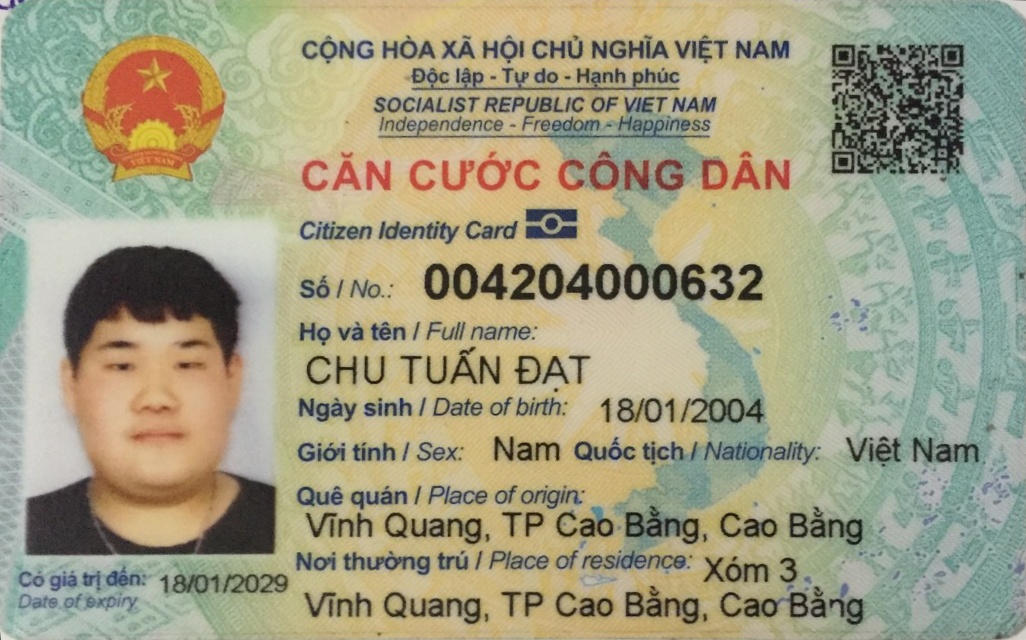 CỘNG HÒA XÃ HỘI CHỦ NGHĨA VIỆT NAM
Độc lập - Tự do - Hạnh phúc
SOCIALIST REPUBLIC OF VIET NAM
Independence - Freedom - Happiness
CĂN CƯỚC CÔNG DÂN
Citizen Identity Card
Số / No.: 004204000632
Họ và tên / Full name:
CHU TUẤN ĐẠT
Ngày sinh / Date of birth: 18/01/2004
Giới tính / Sex: Nam Quốc tịch / Nationality: Việt Nam
Quê quán / Place of origin:
Vĩnh Quang, TP Cao Bằng, Cao Bằng
Nơi thường trú / Place of residence: Xóm 3
Vĩnh Quang, TP Cao Bằng, Cao Bằng
Có giá trị đến: 18/01/2029
Date of expiry
VIỆT NAM